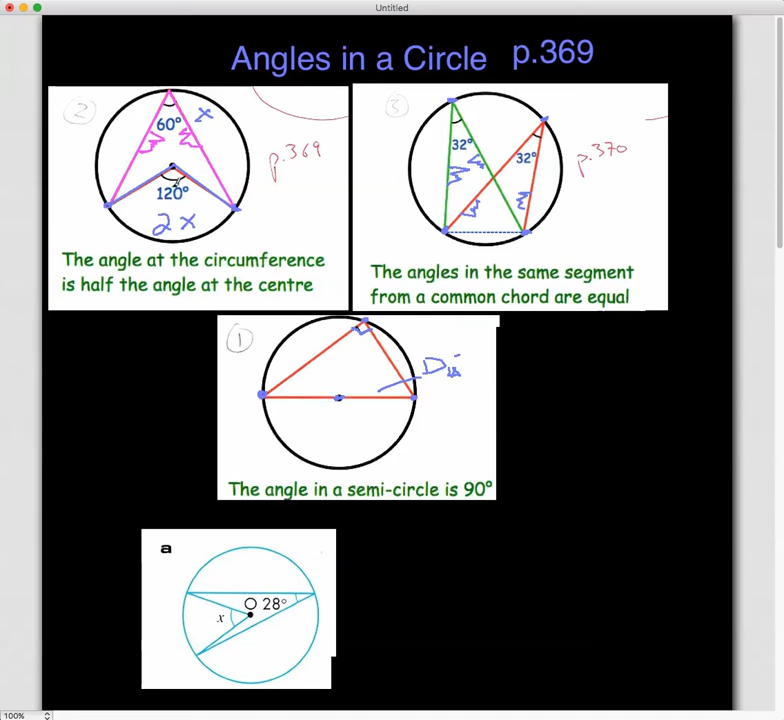 Untitled
Angles in a Circle p.369
2
60° x
120°
2x
p.369
The angle at the circumference
is half the angle at the centre
3
32°
32°
p.370
The angles in the same segment
from a common chord are equal
1
Dia
The angle in a semi-circle is 90°
a
O 28°
x
100%